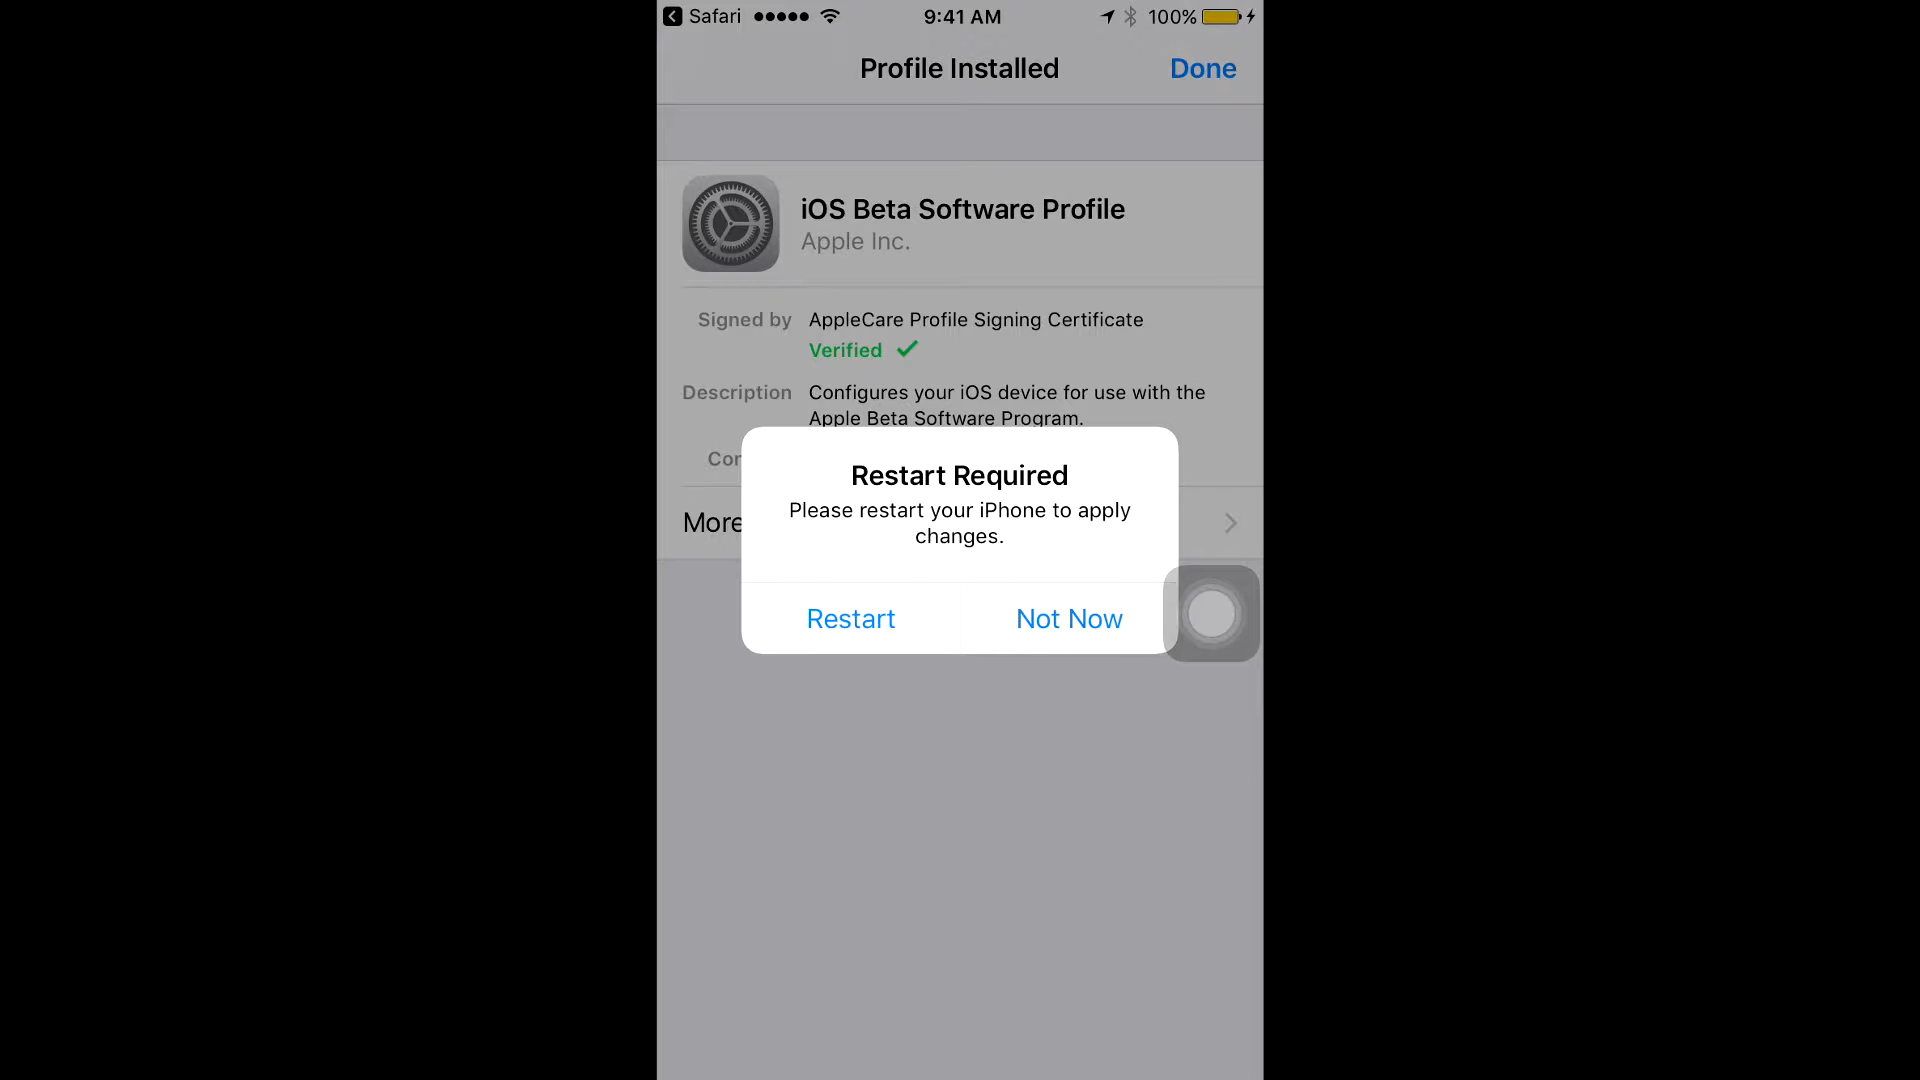 Safari 9:41 AM 100%
Profile Installed Done
iOS Beta Software Profile
Apple Inc.
Signed by AppleCare Profile Signing Certificate
Verified
Description Configures your iOS device for use with the
Apple Beta Software Program.
Restart Required
Please restart your iPhone to apply
changes.
More
Restart Not Now